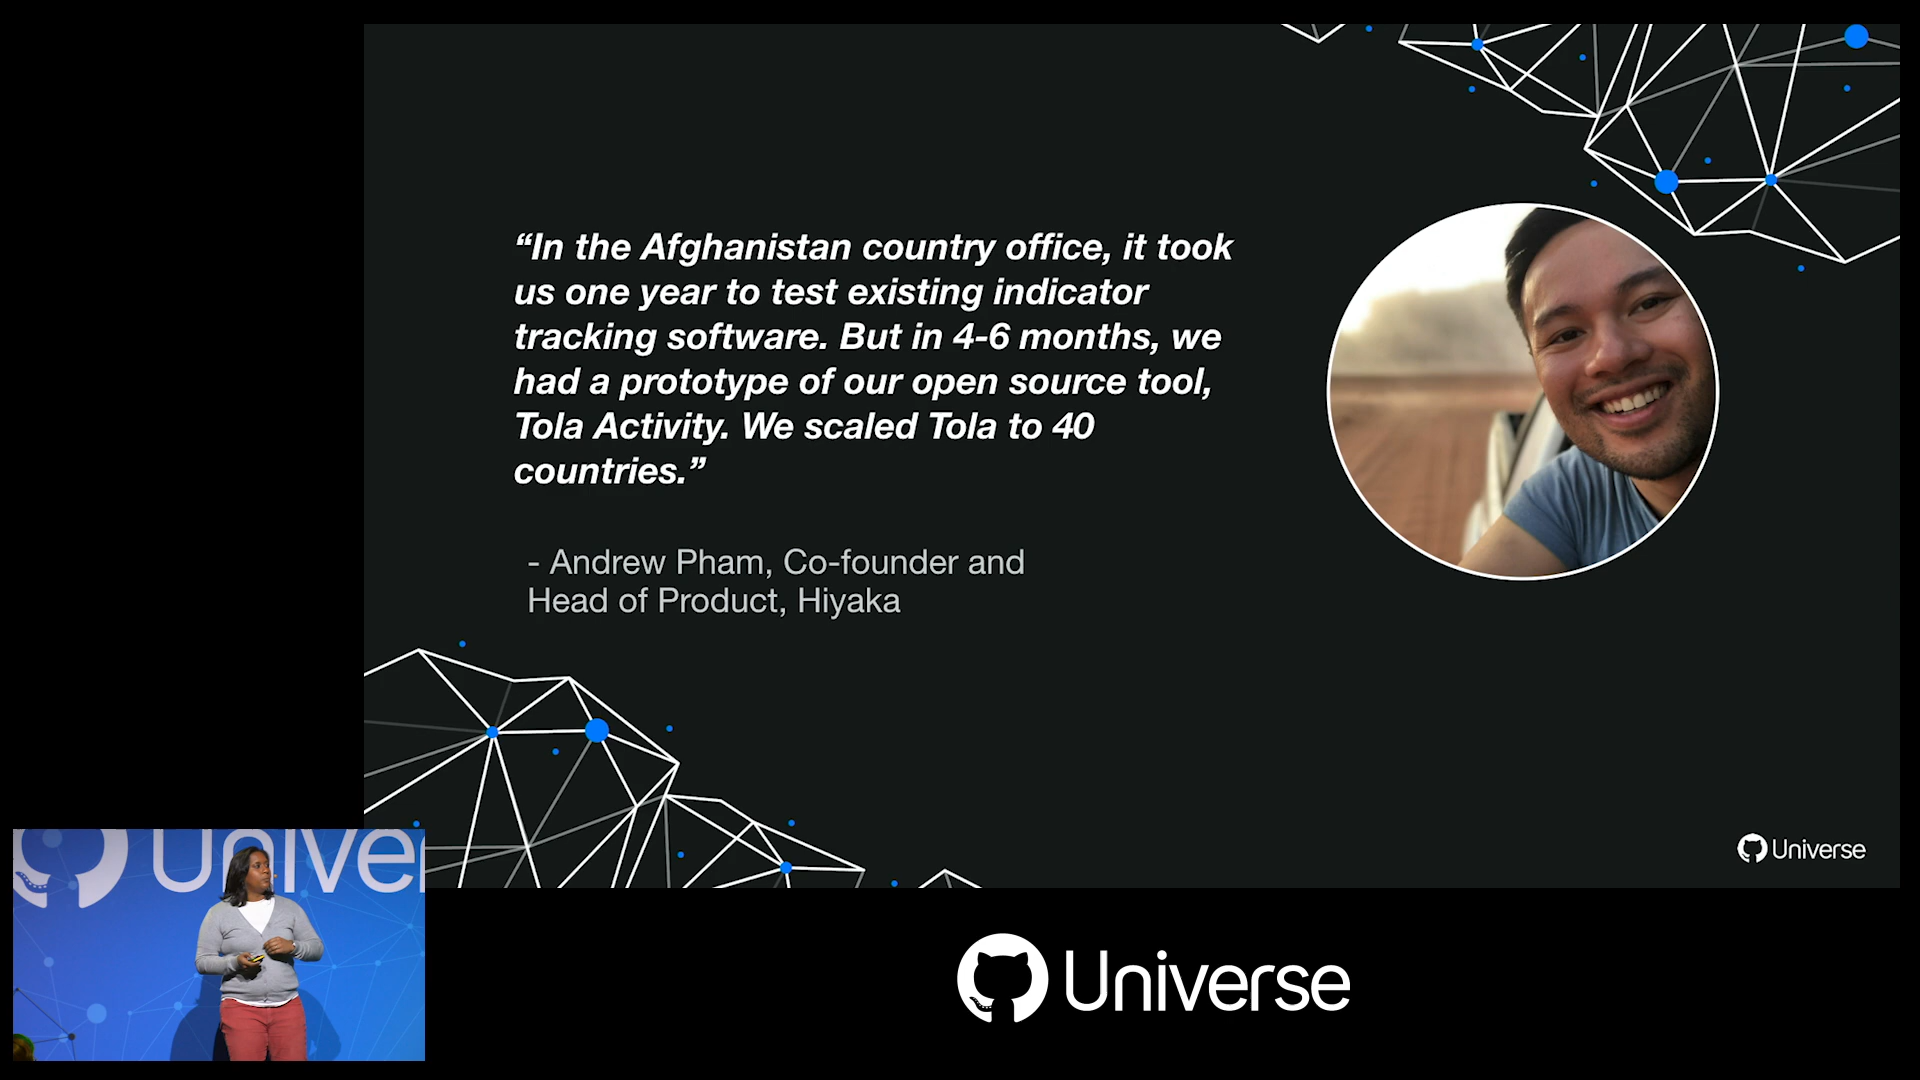 “In the Afghanistan country office, it took
us one year to test existing indicator
tracking software. But in 4-6 months, we
had a prototype of our open source tool,
Tola Activity. We scaled Tola to 40
countries.”
- Andrew Pham, Co-founder and
Head of Product, Hiyaka
Universe
Univer
Universe